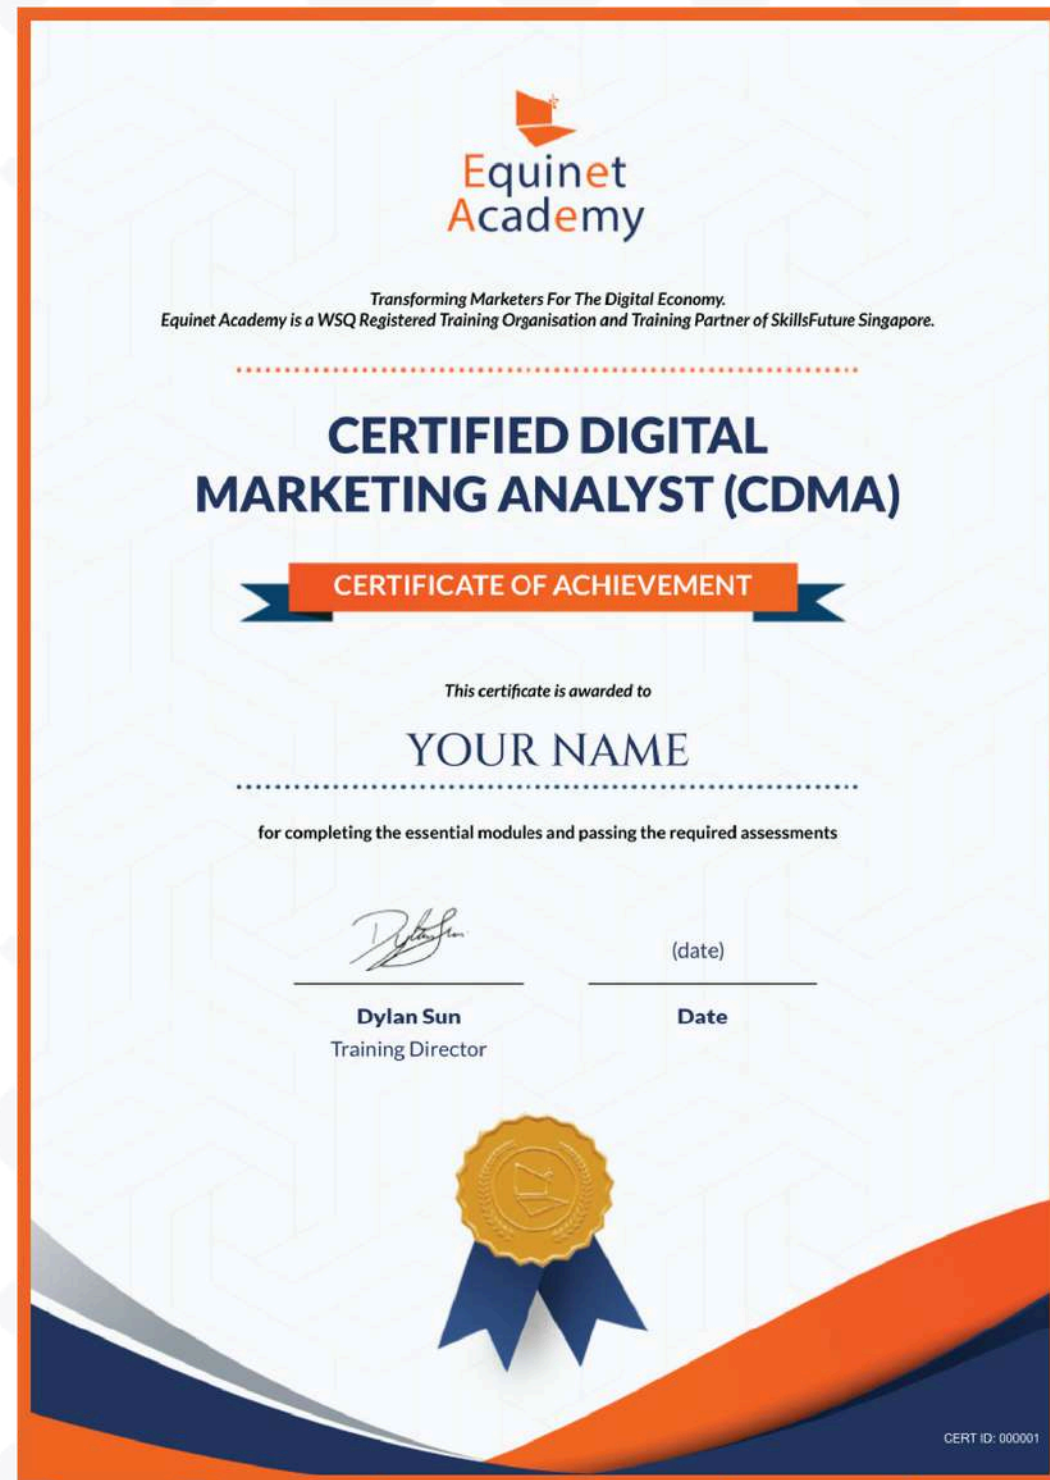 Equinet
Academy
Transforming Marketers For The Digital Economy.
Equinet Academy is a WSQ Registered Training Organisation and Training Partner of SkillsFuture Singapore.
CERTIFIED DIGITAL
MARKETING ANALYST (CDMA)
CERTIFICATE OF ACHIEVEMENT
This certificate is awarded to
YOUR NAME
for completing the essential modules and passing the required assessments
Dylan Sun
(date)
Dylan Sun
Date
Training Director
CERT ID: 000001